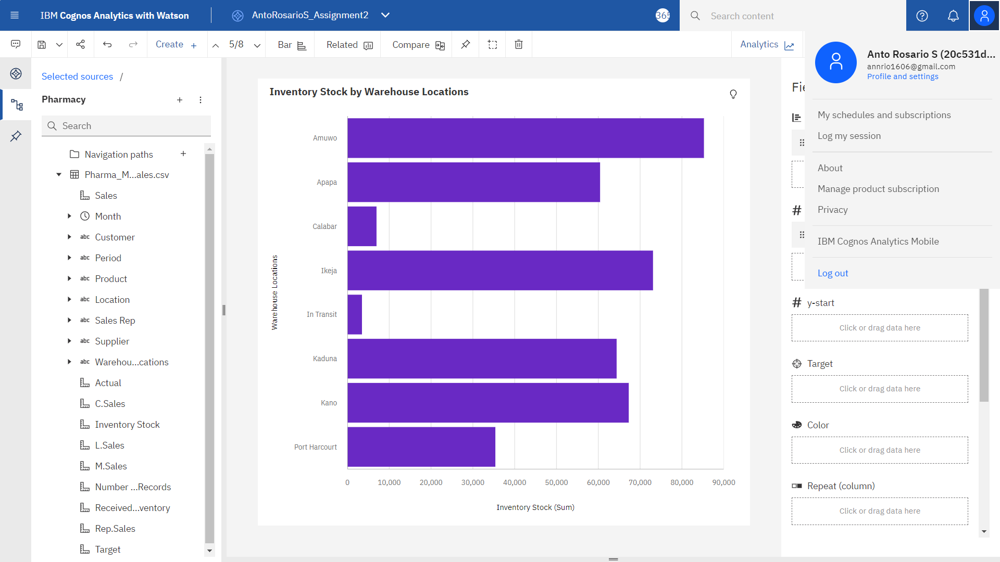 IBM Cognos Analytics with Watson
AntoRosarioS_Assignment2
365
Search content
Create
5/8
Bar
Related
Compare
Analytics
Selected sources /
Pharmacy
Search
Navigation paths
Pharma_M...ales.csv
Sales
Month
abc Customer
abc Period
abc Product
abc Location
abc Sales Rep
abc Supplier
abc Warehou...cations
Actual
C.Sales
Inventory Stock
L.Sales
M.Sales
Number ...Records
Received...ventory
Rep.Sales
Target
Inventory Stock by Warehouse Locations
Warehouse Locations
Amuwo
Apapa
Calabar
Ikeja
In Transit
Kaduna
Kano
Port Harcourt
0 10,000 20,000 30,000 40,000 50,000 60,000 70,000 80,000 90,000
Inventory Stock (Sum)
Fie
Anto Rosario S (20c531d...
annrio1606@gmail.com
Profile and settings
My schedules and subscriptions
Log my session
About
Manage product subscription
Privacy
IBM Cognos Analytics Mobile
Log out
# y-start
Click or drag data here
Target
Click or drag data here
Color
Click or drag data here
Repeat (column)
Click or drag data here